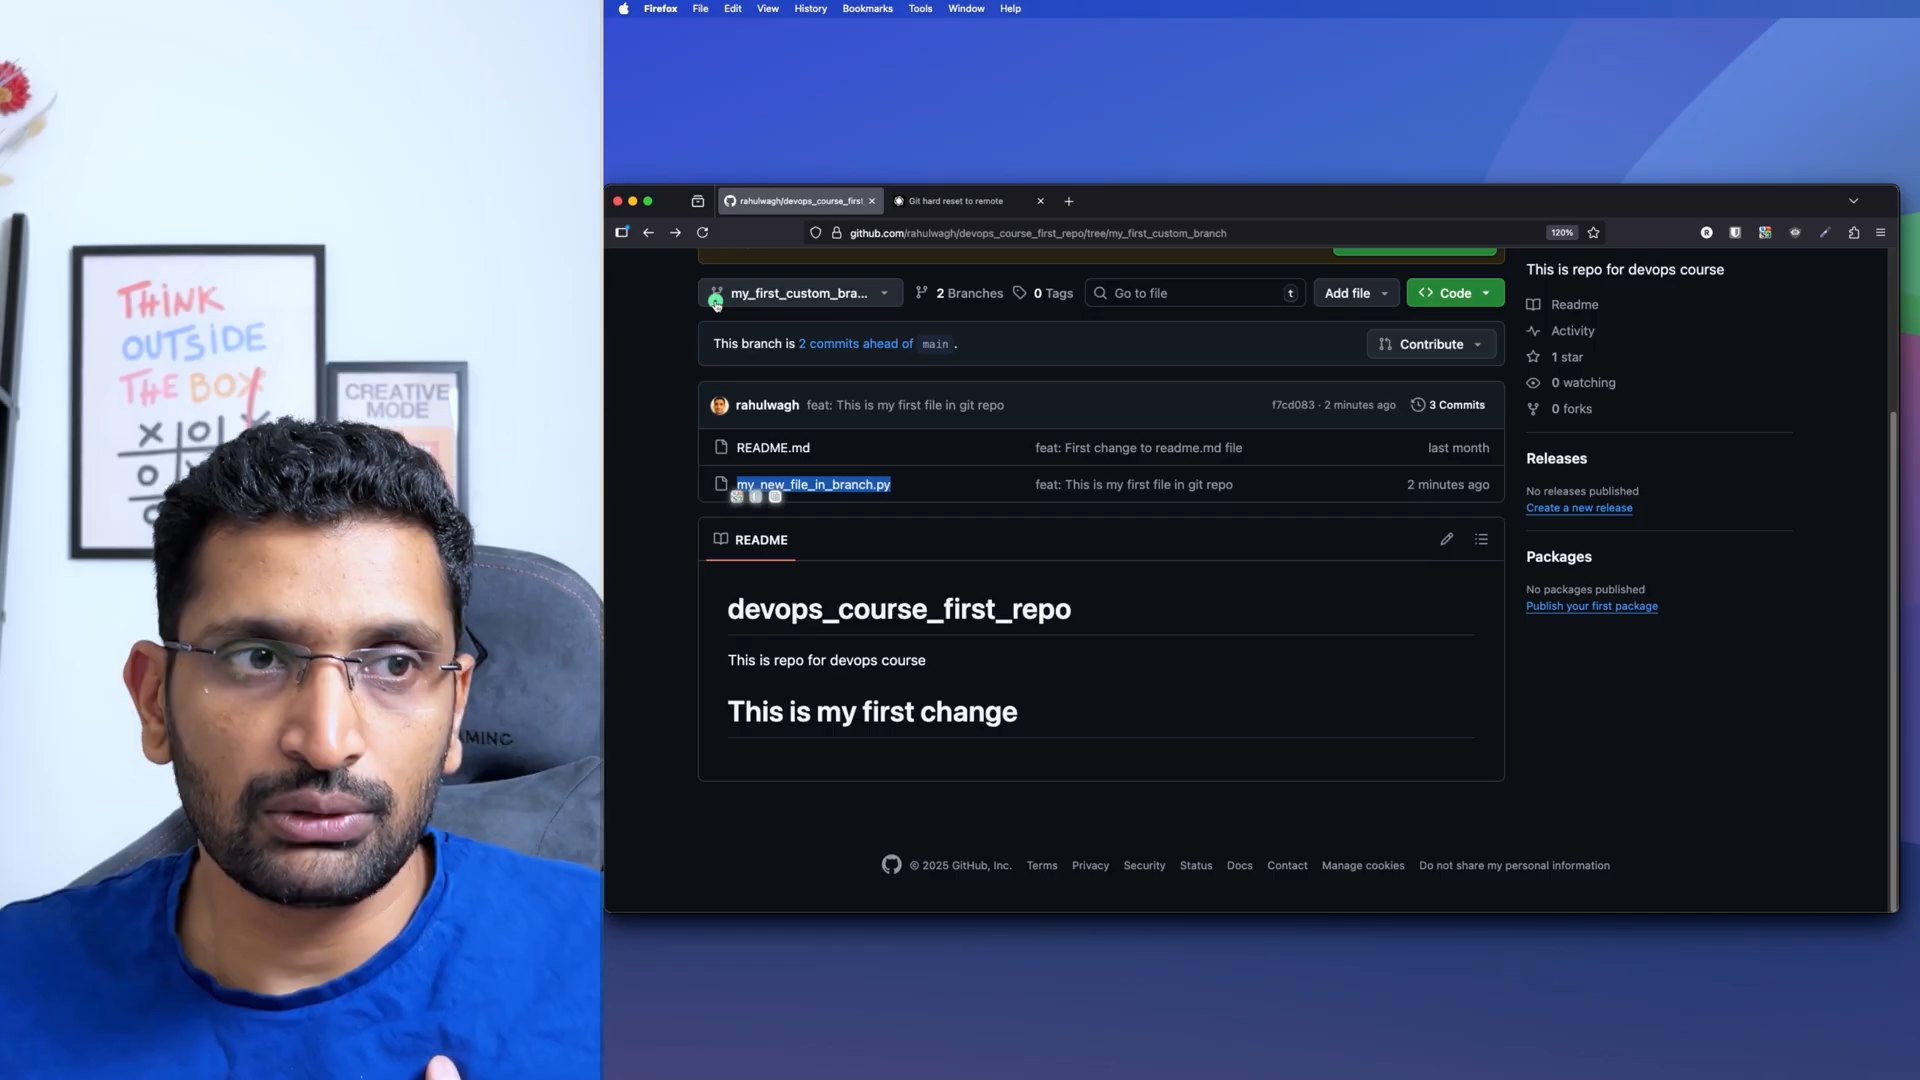 Firefox File Edit View History Bookmarks Tools Window Help
rahulwagh/devops_course_first_
Git hard reset to remote
github.com/rahulwagh/devops_course_first_repo/tree/my_first_custom_branch
120%
THINK
OUTSIDE
THE BOX
CREATIVE
MODE
my_first_custom_bra...
2 Branches
0 Tags
Go to file
t
Add file
Code
This branch is 2 commits ahead of main .
Contribute
rahulwagh feat: This is my first file in git repo
f7cd083 · 2 minutes ago
3 Commits
README.md feat: First change to readme.md file last month
my_new_file_in_branch.py feat: This is my first file in git repo 2 minutes ago
README
devops_course_first_repo
This is repo for devops course
This is my first change
This is repo for devops course
Readme
Activity
1 star
0 watching
0 forks
Releases
No releases published
Create a new release
Packages
No packages published
Publish your first package
© 2025 GitHub, Inc. Terms Privacy Security Status Docs Contact Manage cookies Do not share my personal information